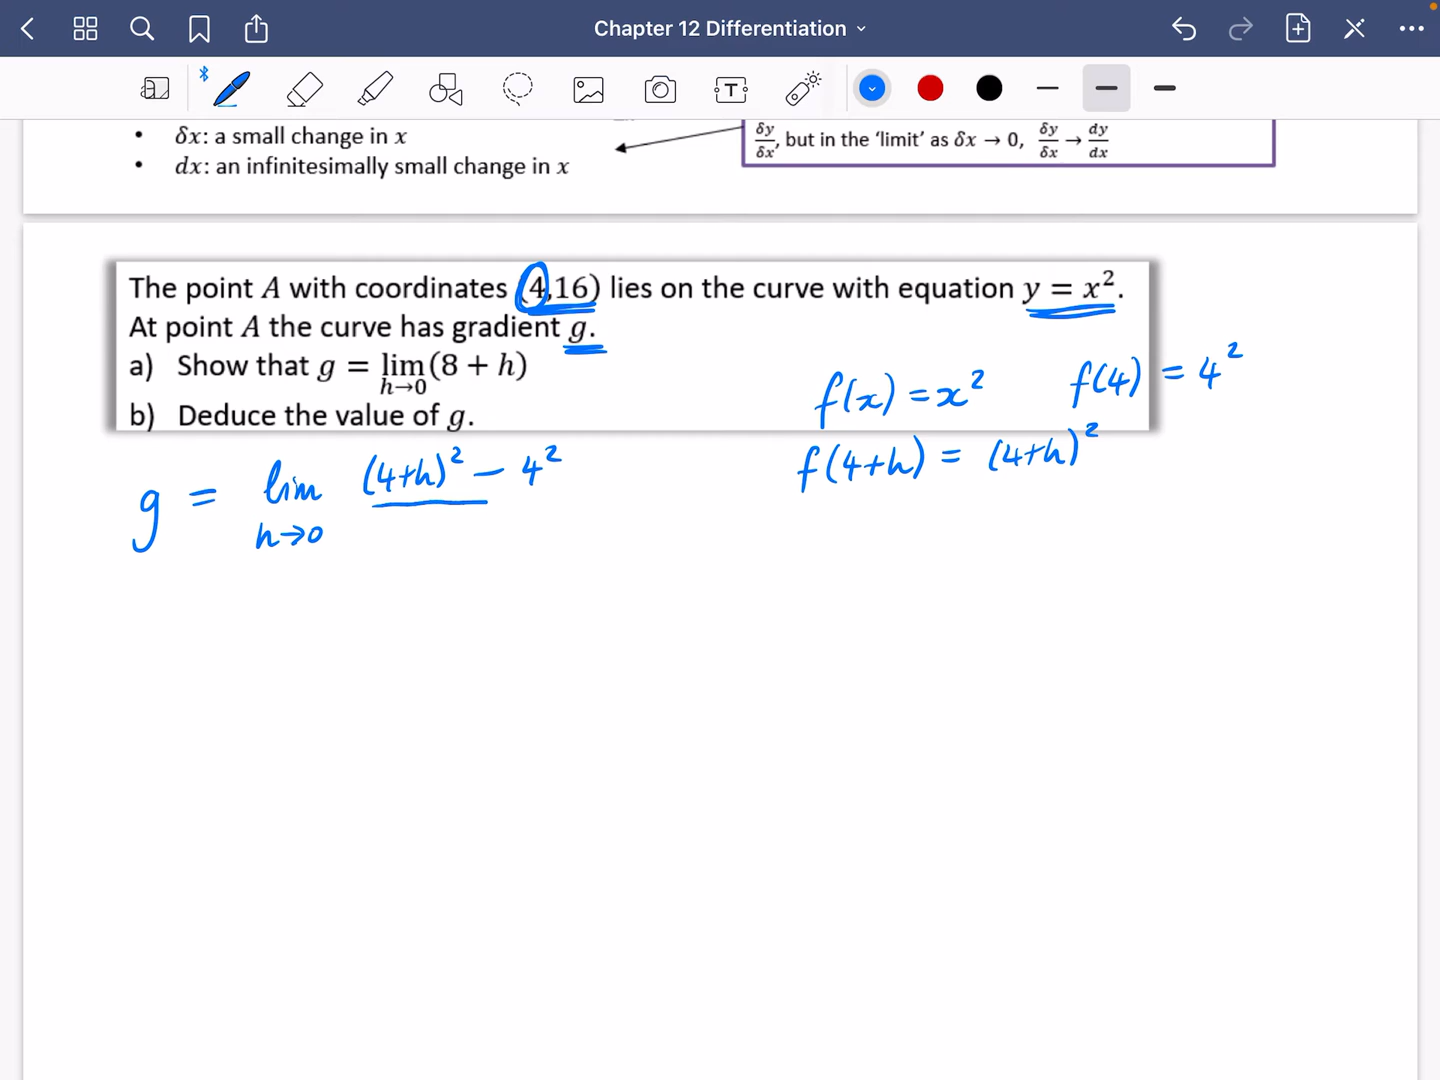 Chapter 12 Differentiation
T
δx: a small change in x
dx: an infinitesimally small change in x
δy/δx, but in the 'limit' as δx → 0, δy/δx → dy/dx
The point A with coordinates (4,16) lies on the curve with equation y = x².
At point A the curve has gradient g.
a) Show that g = lim h→0 (8 + h)
b) Deduce the value of g.
f(x) = x²
f(4) = 4²
f(4+h) = (4+h)²
g = lim h→0 (4+h)² − 4²